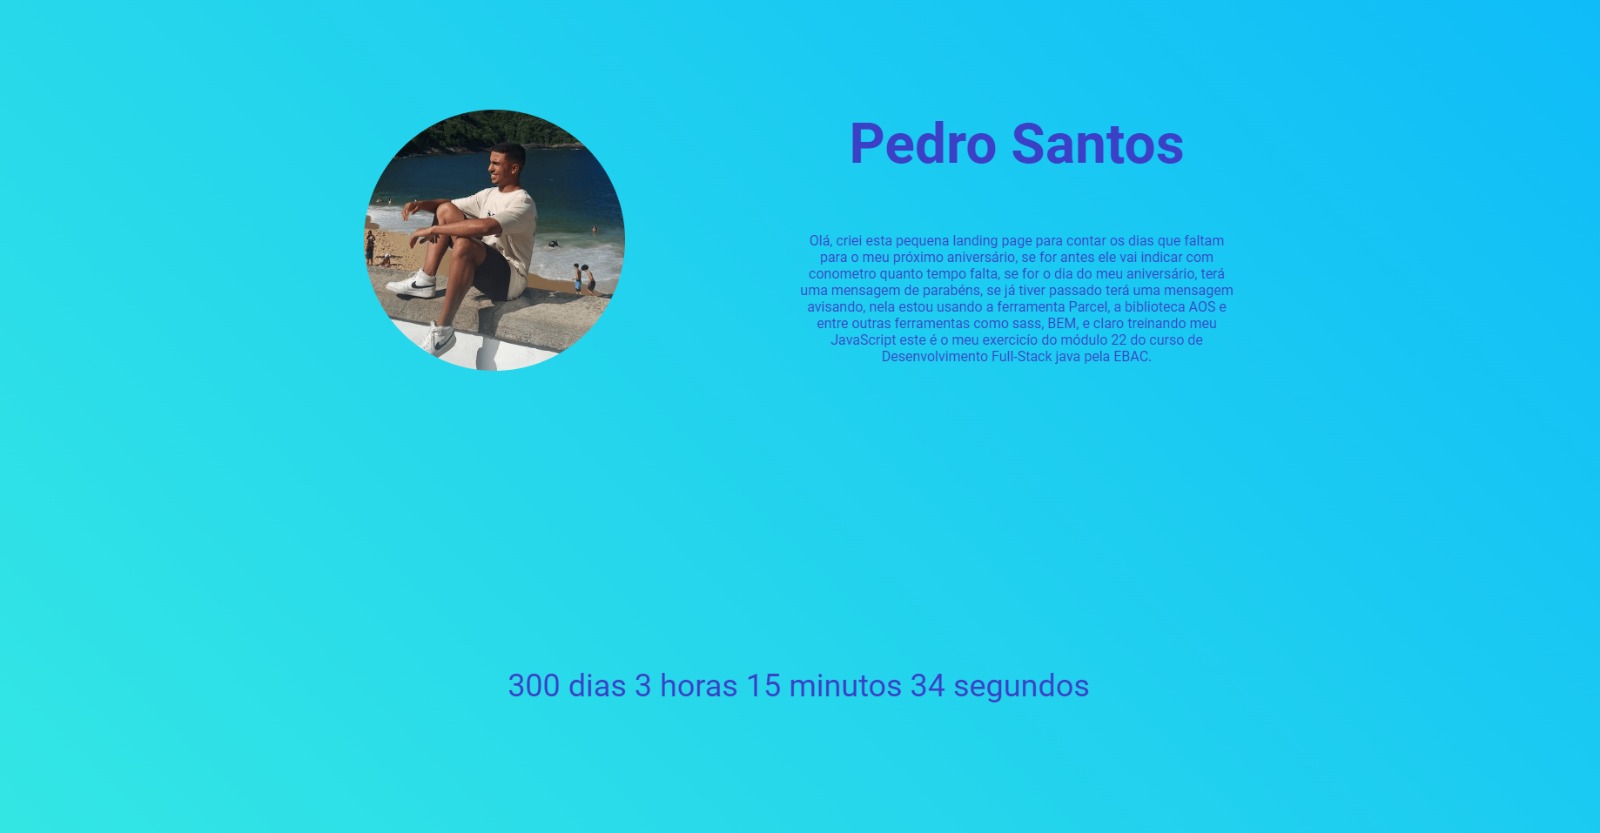 Pedro Santos
Olá, criei esta pequena landing page para contar os dias que faltam
para o meu próximo aniversário, se for antes ele vai indicar com
conometro quanto tempo falta, se for o dia do meu aniversário, terá
uma mensagem de parabéns, se já tiver passado terá uma mensagem
avisando, nela estou usando a ferramenta Parcel, a biblioteca AOS e
entre outras ferramentas como sass, BEM, e claro treinando meu
JavaScript este é o meu exercicío do módulo 22 do curso de
Desenvolvimento Full-Stack java pela EBAC.
300 dias 3 horas 15 minutos 34 segundos